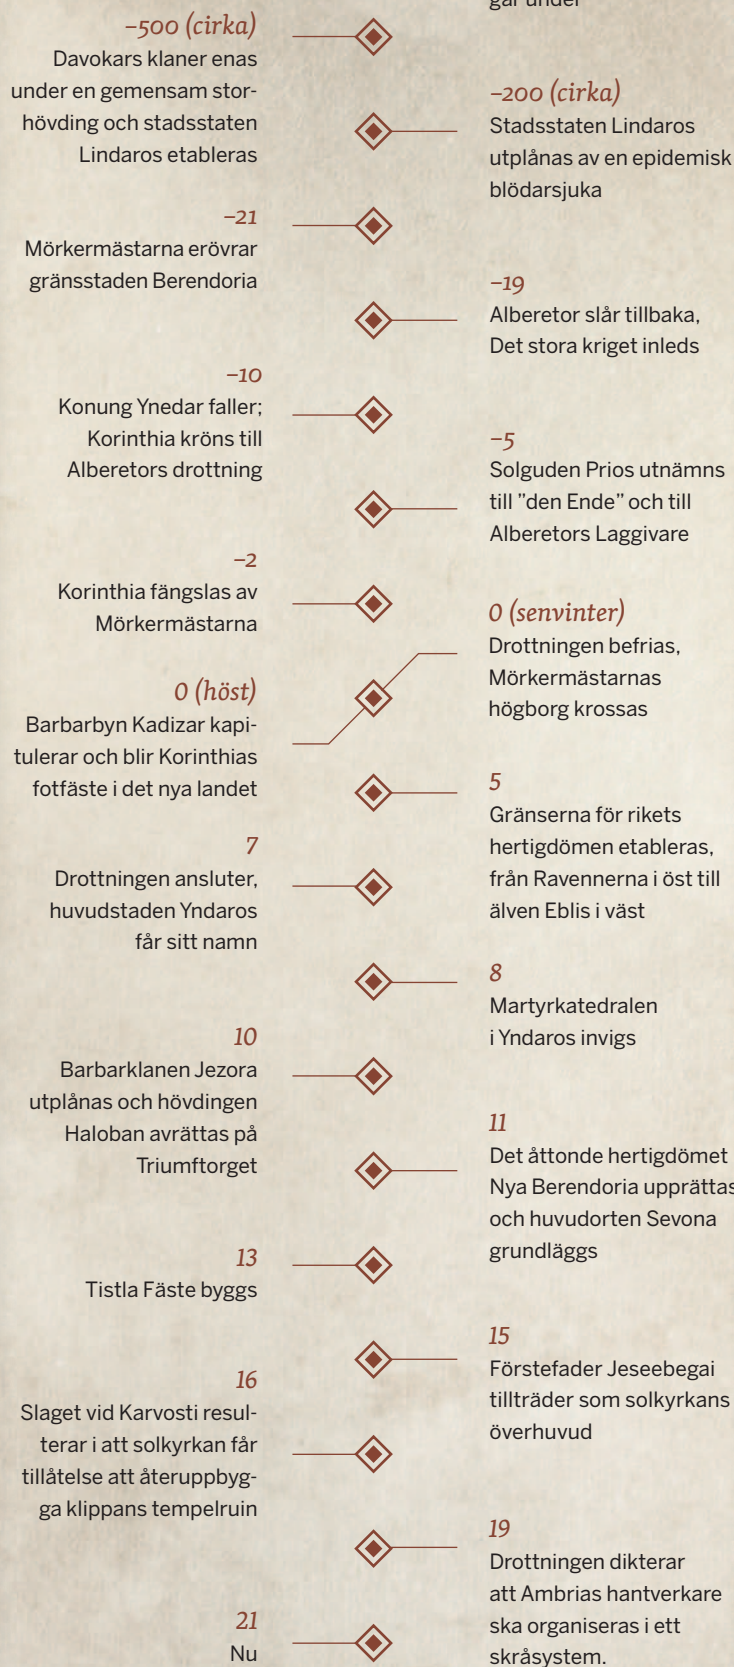 går under
–500 (cirka)
Davokars klaner enas
under en gemensam stor-
hövding och stadsstaten
Lindaros etableras
–200 (cirka)
Stadsstaten Lindaros
utplånas av en epidemisk
blödarsjuka
–21
Mörkermästarna erövrar
gränsstaden Berendoria
–19
Alberetor slår tillbaka,
Det stora kriget inleds
–10
Konung Ynedar faller;
Korinthia kröns till
Alberetors drottning
–5
Solguden Prios utnämns
till ”den Ende” och till
Alberetors Laggivare
–2
Korinthia fängslas av
Mörkermästarna
0 (senvinter)
Drottningen befrias,
Mörkermästarnas
högborg krossas
0 (höst)
Barbarbyn Kadizar kapi-
tulerar och blir Korinthias
fotfäste i det nya landet
5
Gränserna för rikets
hertigdömen etableras,
från Ravennerna i öst till
älven Eblis i väst
7
Drottningen ansluter,
huvudstaden Yndaros
får sitt namn
8
Martyrkatedralen
i Yndaros invigs
10
Barbarklanen Jezora
utplånas och hövdingen
Haloban avrättas på
Triumftorget
11
Det åttonde hertigdömet
Nya Berendoria upprättas
och huvudorten Sevona
grundläggs
13
Tistla Fäste byggs
15
Förstefader Jeseebegai
tillträder som solkyrkans
överhuvud
16
Slaget vid Karvosti resul-
terar i att solkyrkan får
tillåtelse att återuppbyg-
ga klippans tempelruin
19
Drottningen dikterar
att Ambrias hantverkare
ska organiseras i ett
skråsystem.
21
Nu